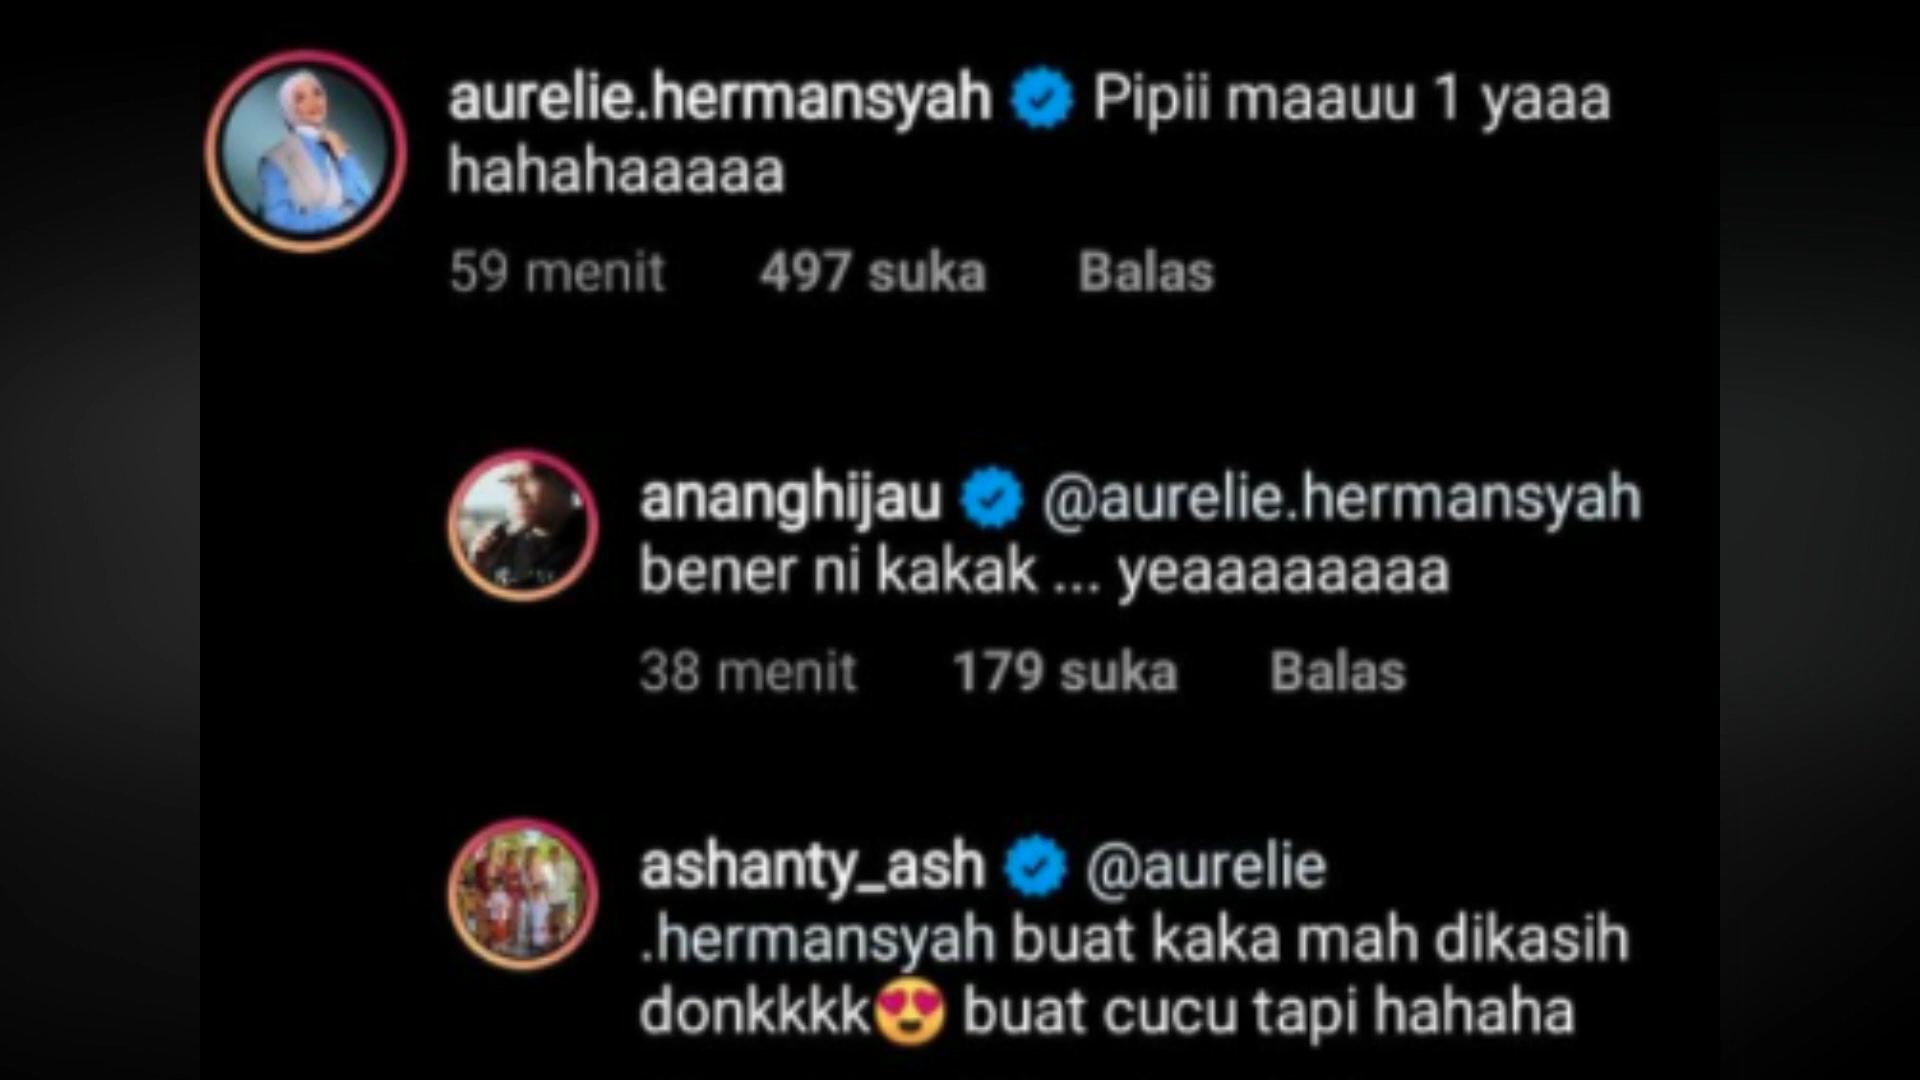 aurelie.hermansyah Pipii maauu 1 yaaa
hahahaaaaa
59 menit 497 suka Balas
ananghijau @aurelie.hermansyah
bener ni kakak ... yeaaaaaaaa
38 menit 179 suka Balas
ashanty_ash @aurelie
.hermansyah buat kaka mah dikasih
donkkkk😍 buat cucu tapi hahaha